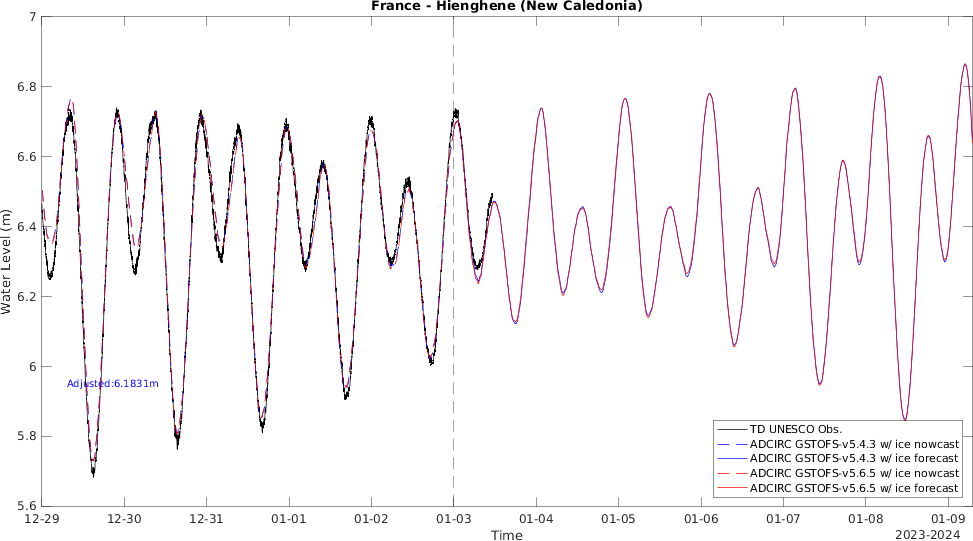 France - Hienghene (New Caledonia)
7
6.8
6.6
6.4
6.2
6
5.8
5.6
Water Level (m)
Adjusted:6.1831m
TD UNESCO Obs.
ADCIRC GSTOFS-v5.4.3 w/ ice nowcast
ADCIRC GSTOFS-v5.4.3 w/ ice forecast
ADCIRC GSTOFS-v5.6.5 w/ ice nowcast
ADCIRC GSTOFS-v5.6.5 w/ ice forecast
12-29 12-30 12-31 01-01 01-02 01-03 01-04 01-05 01-06 01-07 01-08 01-09
Time
2023-2024